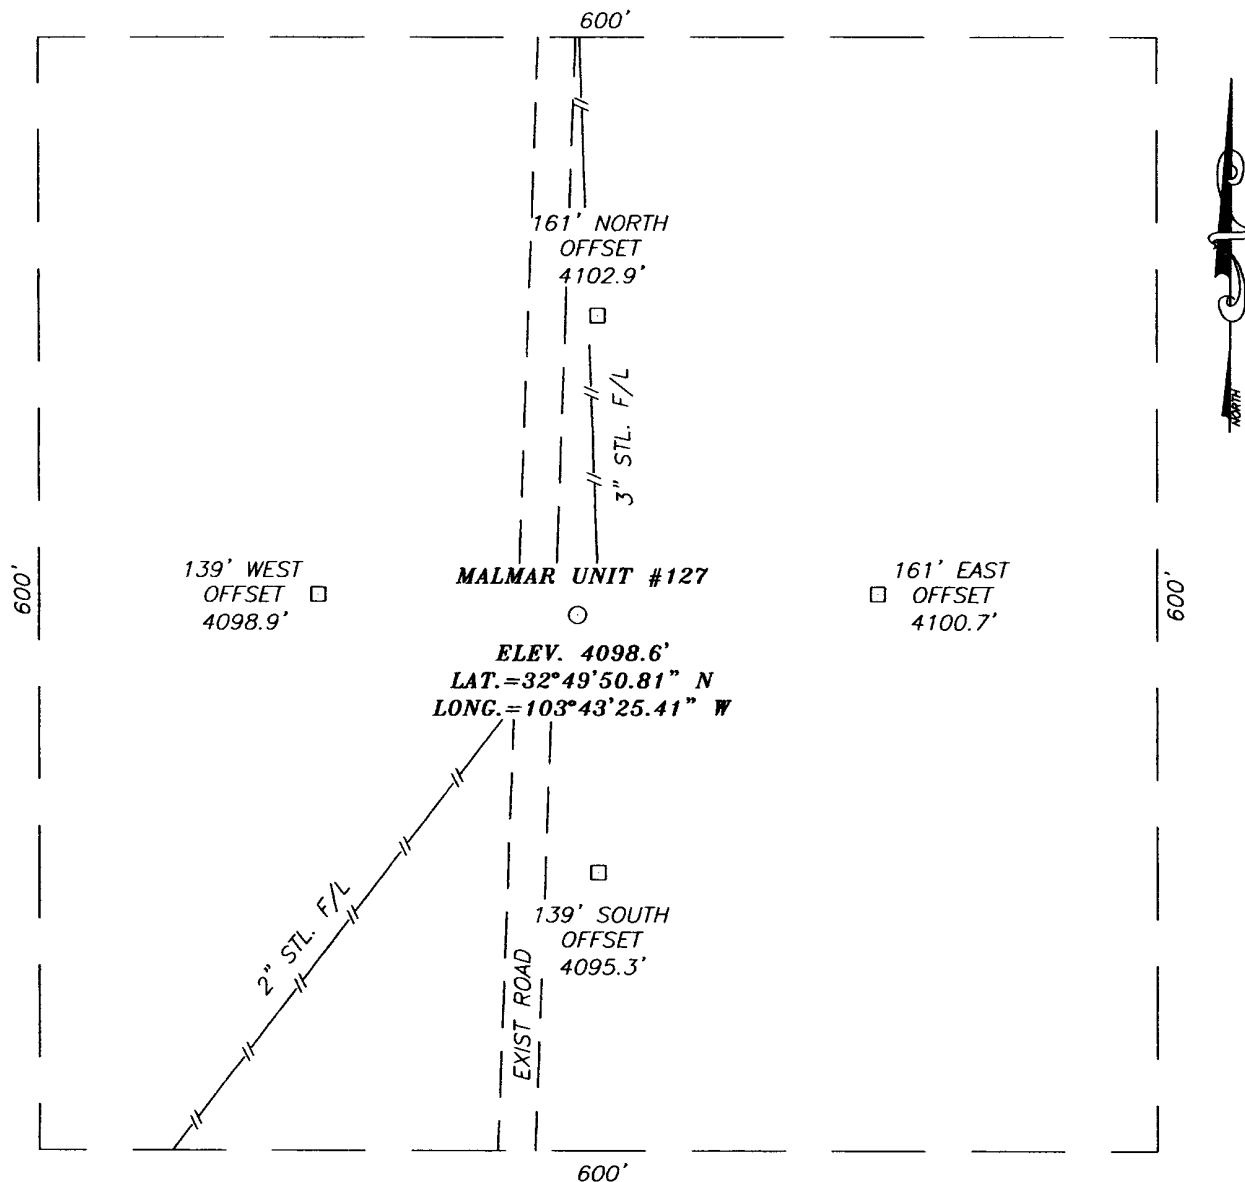 600'
161' NORTH
OFFSET
4102.9'
NORTH
3" STL. F/L
600'
139' WEST
OFFSET
4098.9'
MALMAR UNIT #127
161' EAST
OFFSET
4100.7'
600'
ELEV. 4098.6'
LAT.=32°49'50.81" N
LONG.=103°43'25.41" W
2" STL. F/L
139' SOUTH
OFFSET
4095.3'
EXIST ROAD
600'